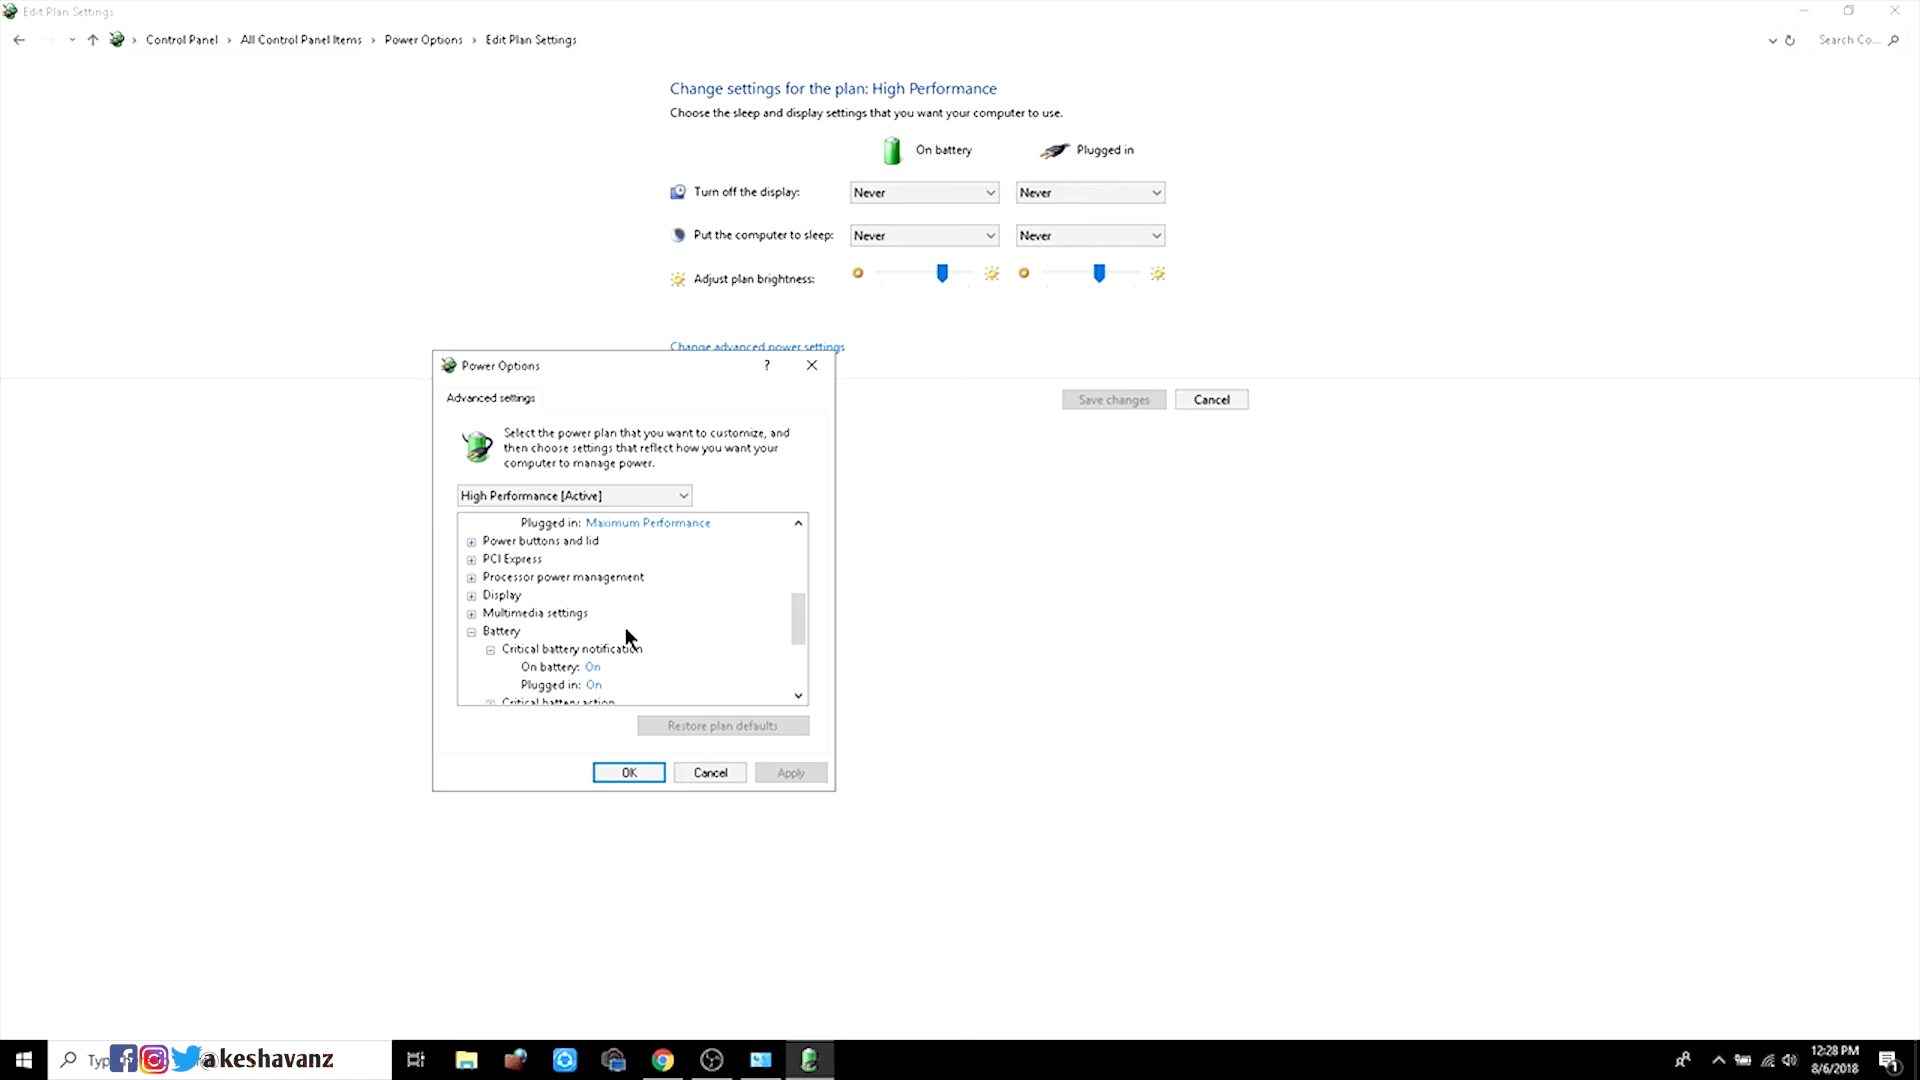 Edit Plan Settings
Control Panel > All Control Panel Items > Power Options > Edit Plan Settings
Search Co...
Change settings for the plan: High Performance
Choose the sleep and display settings that you want your computer to use.
On battery
Plugged in
Turn off the display:
Never
Never
Put the computer to sleep:
Never
Never
Adjust plan brightness:
Change advanced power settings
Save changes
Cancel
Power Options
?
Advanced settings
Select the power plan that you want to customize, and
then choose settings that reflect how you want your
computer to manage power.
High Performance [Active]
Plugged in: Maximum Performance
Power buttons and lid
PCI Express
Processor power management
Display
Multimedia settings
Battery
Critical battery notification
On battery: On
Plugged in: On
Critical battery action
Restore plan defaults
OK
Cancel
Apply
Typ
@keshavanz
12:28 PM
8/6/2018
1